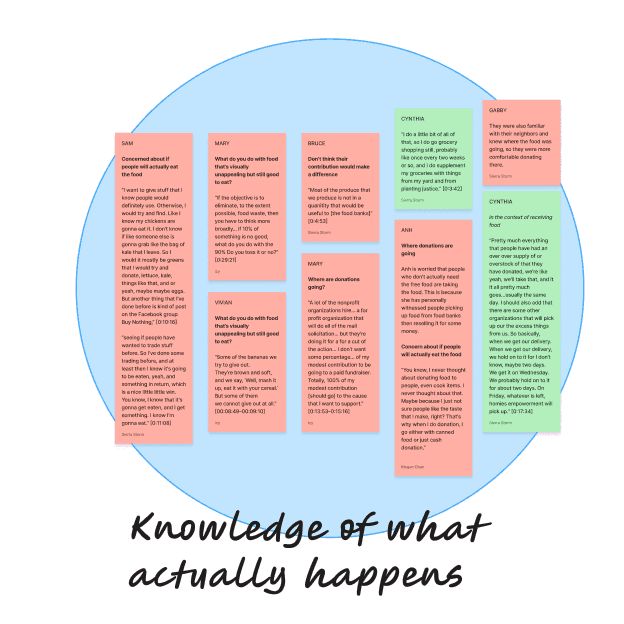 SAM
Concerned about if
people will actually eat
the food
"I want to give stuff that I
know people would
definitely use. Otherwise, I
would try and find. Like I
know my chickens are
gonna eat it. I don't know
if like someone else is
gonna grab like the bag of
kale that I leave. So I
would it mostly be greens
that I would try and
donate, lettuce, kale,
things like that, and or
yeah, maybe maybe eggs.
But another thing that I've
done before is kind of post
on the Facebook group
Buy Nothing," [0:10:16]
"seeing if people have
wanted to trade stuff
before. So I've done some
trading before, and at
least then I know it's going
to be eaten, yeah, and
something in return, which
is a nice little little win.
You know, I know that it's
gonna get eaten, and I get
something. I know I'm
gonna eat." [0:11:08]
Sierra Storm
MARY
What do you do with food
that's visually
unappealing but still good
to eat?
"If the objective is to
eliminate, to the extent
possible, food waste, then
you have to think more
broadly... if 10% of
something is no good,
what do you do with the
90% Do you toss it or no?"
[0:29:21]
VIVIAN
What do you do with food
that's visually
unappealing but still good
to eat?
"Some of the bananas we
try to give out.
They're brown and soft,
and we say, Well, mash it
up, eat it with your cereal.'
But some of them
we cannot give out at all."
[00:08:49-00:09:10]
BRUCE
Don't think their
contribution would make
a difference
"Most of the produce that
we produce is not in a
quantity that would be
useful to [the food banks]"
[0:4:53]
Sierra Storm
MARY
Where are donations
going?
"A lot of the nonprofit
organizations hire... a for
profit organization that
will do all of the mail
solicitation... but they're
doing it for a for a cut of
the action... I don't want
some percentage... of my
modest contribution to be
going to a paid fundraiser.
Totally, 100% of my
modest contribution
[should go] to the cause
that I want to support."
[0:13:53-0:15:16]
CYNTHIA
"I do a little bit of all of
that, so I do go grocery
shopping still, probably
like once every two weeks
or so, and I do supplement
my groceries with things
from my yard and from
planting justice." [0:3:42]
Sierra Storm
ANH
Where donations are
going
Anh is worried that people
who don't actually need
the free food are taking
the food. This is because
she has personally
witnessed people picking
up food from food banks
then reselling it for some
money.
Concern about if people
will actually eat the food
"You know, I never thought
about donating food to
people, even cook items. I
never thought about that.
Maybe because I just not
sure people like the taste
that I make, right? That's
why when I do donation, I
go either with canned
food or just cash
donation."
GABBY
They were also familiar
with their neighbors and
knew where the food was
going, so they were more
comfortable donating
there.
Sierra Storm
CYNTHIA
In the context of receiving
food
"Pretty much everything
that people have had an
over over supply of or
overstock of that they
have donated, we're like
yeah, we'll take that, and it
it all pretty much
goes...usually the same
day. I should also add that
there are some other
organizations that will pick
up our the excess things
from us. So basically,
when we get our delivery.
When we get our delivery,
we hold on to it for I don't
know, maybe two days.
We get it on Wednesday.
We probably hold on to it
for about two days. On
Friday, whatever is left,
homies empowerment will
pick up." [0:17:34]
Sierra Storm
Knowledge of what
actually happens